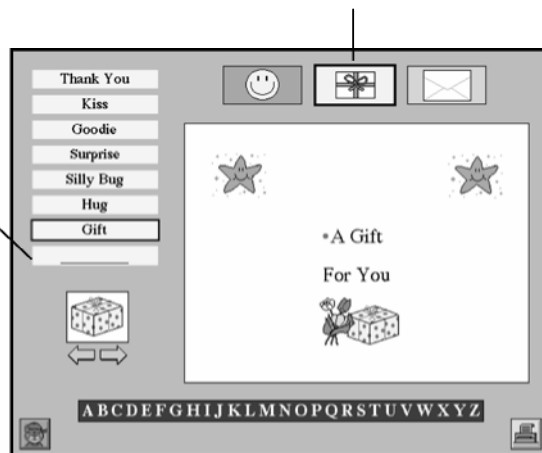 Thank You
Kiss
Goodie
Surprise
Silly Bug
Hug
Gift
A Gift
For You
ABCDEFGHIJKLMNOPQRSTUVWXYZ